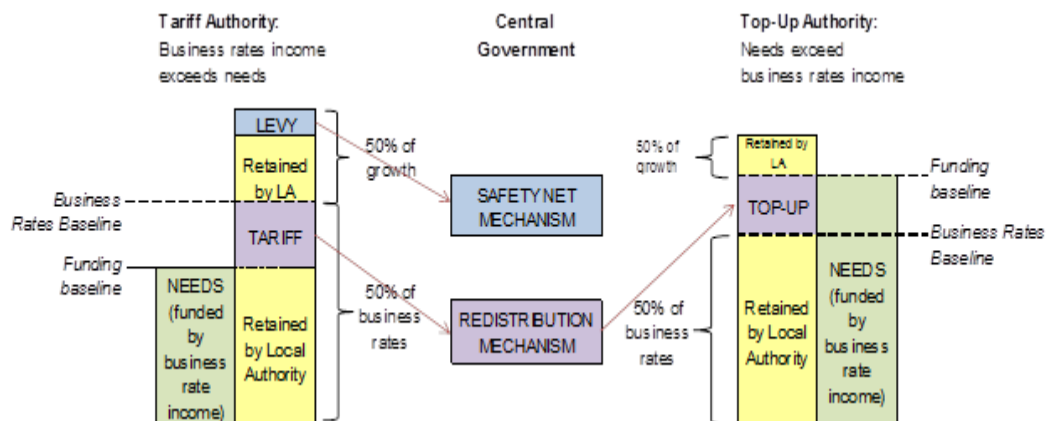 Tariff Authority:
Business rates income
exceeds needs
Central
Government
Top-Up Authority:
Needs exceed
business rates income
LEVY
Retained
by LA
50% of
growth
Business
Rates Baseline
TARIFF
Funding
baseline
NEEDS
(funded
by
business
rate
income)
Retained
by Local
Authority
50% of
business
rates
SAFETY NET
MECHANISM
REDISTRIBUTION
MECHANISM
50% of
growth
Retained by
LA
Funding
baseline
TOP-UP
Business Rates
Baseline
50% of
business
rates
Retained
by Local
Authority
NEEDS
(funded
by
business
rate
income)